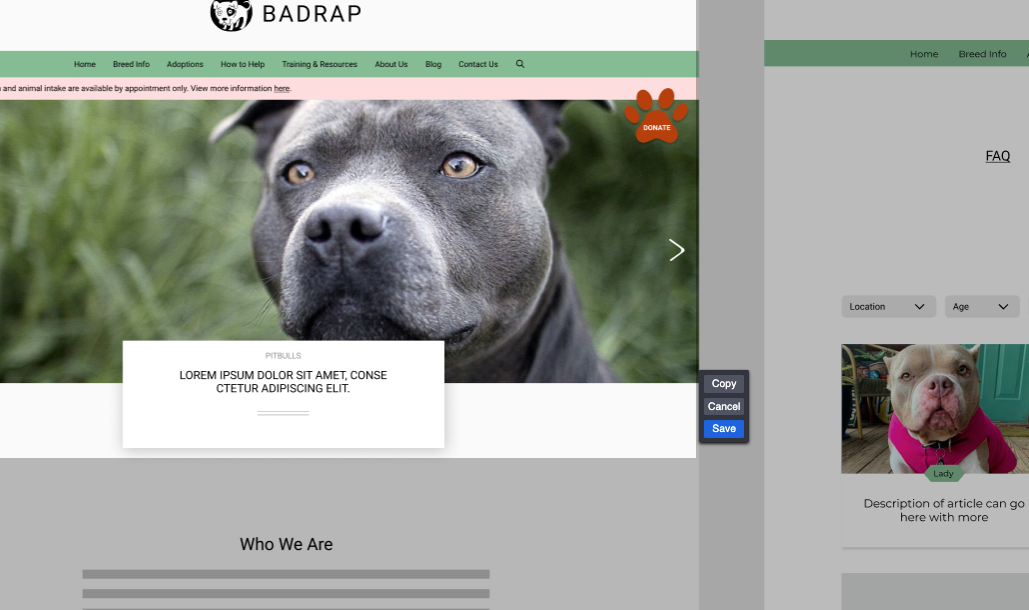 BADRAP
Home Breed Info Adoptions How to Help Training & Resources About Us Blog Contact Us
and animal intake are available by appointment only. View more information here.
DONATE
PITBULLS
LOREM IPSUM DOLOR SIT AMET, CONSE
CTETUR ADIPISCING ELIT.
Who We Are
Copy
Cancel
Save
Home Breed Info
FAQ
Location Age
Lady
Description of article can go
here with more